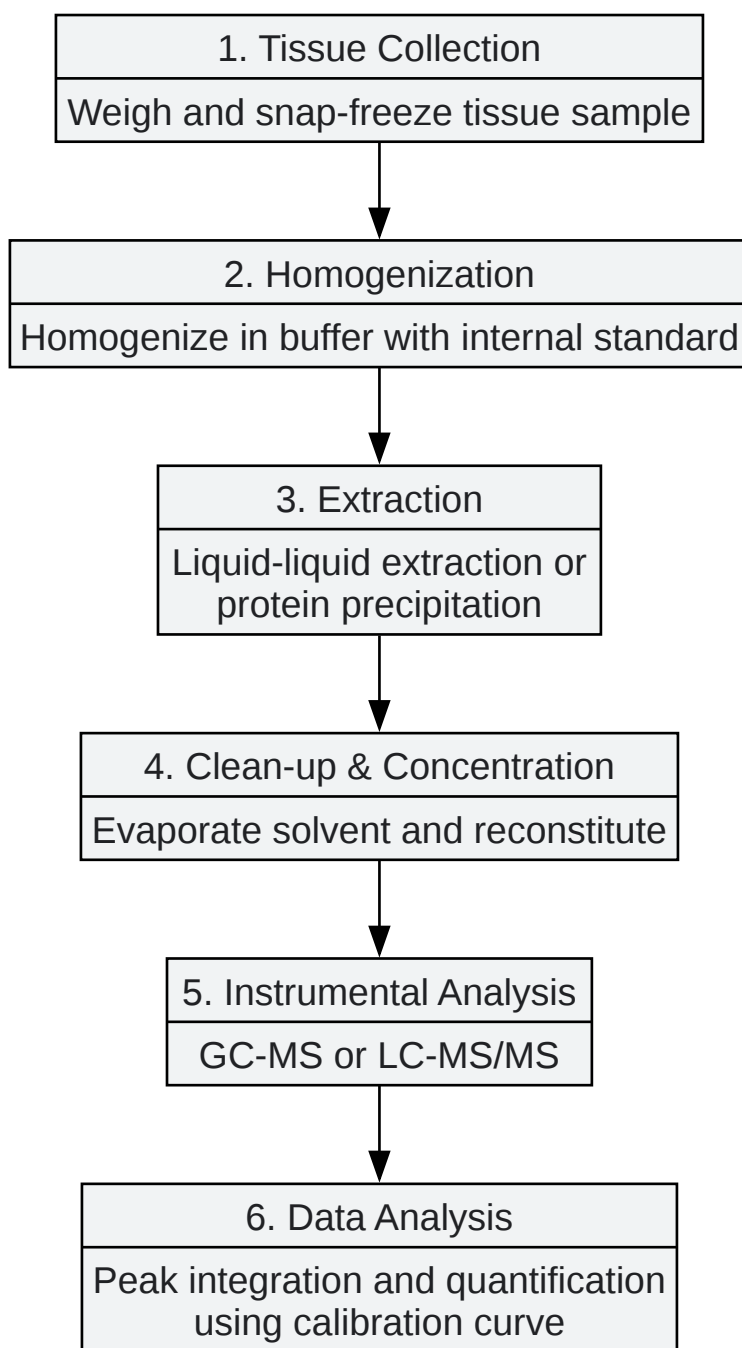 1. Tissue Collection
Weigh and snap-freeze tissue sample
2. Homogenization
Homogenize in buffer with internal standard
3. Extraction
Liquid-liquid extraction or
protein precipitation
4. Clean-up & Concentration
Evaporate solvent and reconstitute
5. Instrumental Analysis
GC-MS or LC-MS/MS
6. Data Analysis
Peak integration and quantification
using calibration curve